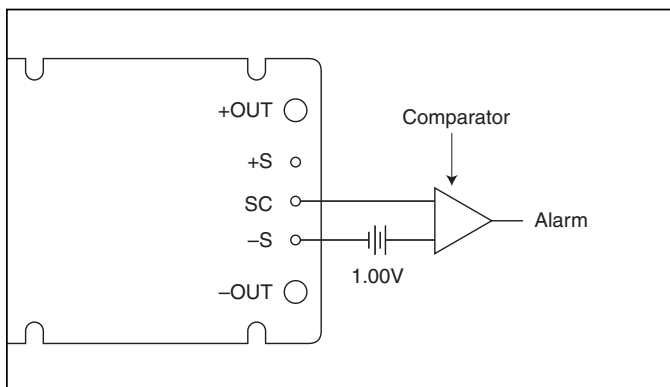 +OUT
Comparator
+S
SC
Alarm
–S
1.00V
–OUT